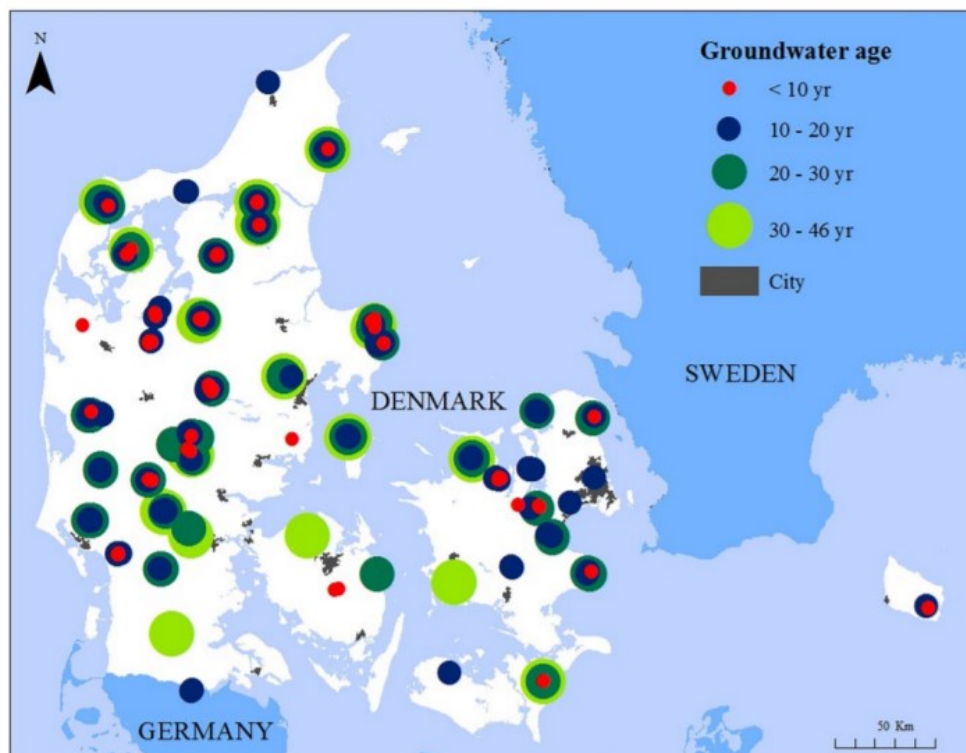 N
Groundwater age
< 10 yr
10 - 20 yr
20 - 30 yr
30 - 46 yr
City
SWEDEN
DENMARK
GERMANY
50 Km